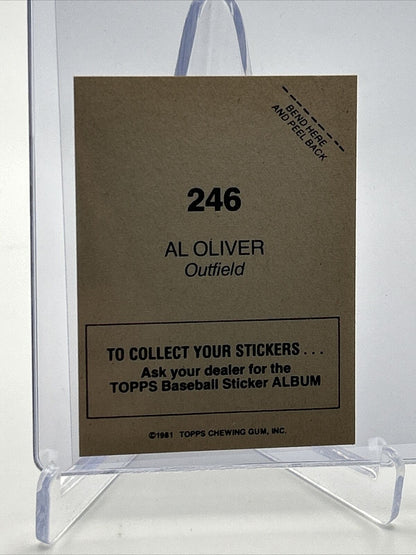 BEND HERE
AND PEEL BACK
246
AL OLIVER
Outfield
TO COLLECT YOUR STICKERS . . .
Ask your dealer for the
TOPPS Baseball Sticker ALBUM
©1981 TOPPS CHEWING GUM, INC.